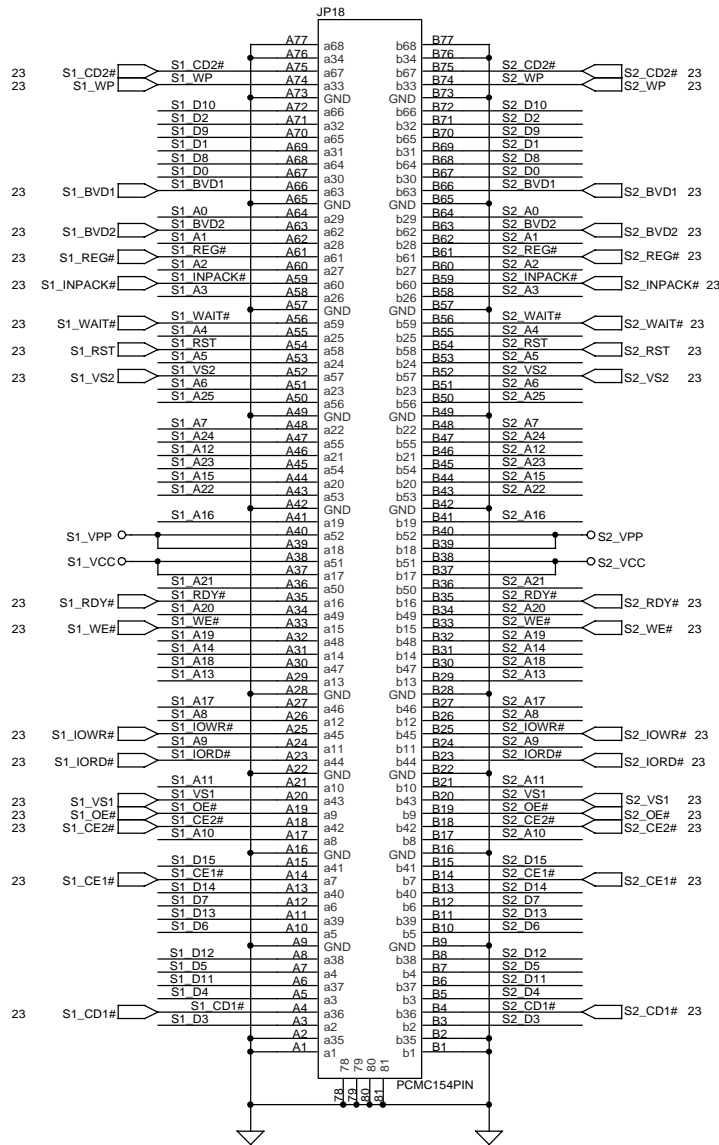 JP18
A77 a68 b68 B77
A76 a34 b34 B76
23 S1_CD2# S1_CD2# A75 a67 b67 B75 S2_CD2# S2_CD2# 23
23 S1_WP S1_WP A74 a33 b33 B74 S2_WP S2_WP 23
A73 GND GND B73
S1_D10 A72 a66 b66 B72 S2_D10
S1_D2 A71 a32 b32 B71 S2_D2
S1_D9 A70 a65 b65 B70 S2_D9
S1_D1 A69 a31 b31 B69 S2_D1
S1_D8 A68 a64 b64 B68 S2_D8
S1_D0 A67 a30 b30 B67 S2_D0
23 S1_BVD1 S1_BVD1 A66 a63 b63 B66 S2_BVD1 S2_BVD1 23
A65 GND GND B65
S1_A0 A64 a29 b29 B64 S2_A0
23 S1_BVD2 S1_BVD2 A63 a62 b62 B63 S2_BVD2 S2_BVD2 23
S1_A1 A62 a28 b28 B62 S2_A1
23 S1_REG# S1_REG# A61 a61 b61 B61 S2_REG# S2_REG# 23
S1_A2 A60 a27 b27 B60 S2_A2
23 S1_INPACK# S1_INPACK# A59 a60 b60 B59 S2_INPACK# S2_INPACK# 23
S1_A3 A58 a26 b26 B58 S2_A3
A57 GND GND B57
23 S1_WAIT# S1_WAIT# A56 a59 b59 B56 S2_WAIT# S2_WAIT# 23
S1_A4 A55 a25 b25 B55 S2_A4
23 S1_RST S1_RST A54 a58 b58 B54 S2_RST S2_RST 23
S1_A5 A53 a24 b24 B53 S2_A5
23 S1_VS2 S1_VS2 A52 a57 b57 B52 S2_VS2 S2_VS2 23
S1_A6 A51 a23 b23 B51 S2_A6
S1_A25 A50 a56 b56 B50 S2_A25
A49 GND GND B49
S1_A7 A48 a22 b22 B48 S2_A7
S1_A24 A47 a55 b55 B47 S2_A24
S1_A12 A46 a21 b21 B46 S2_A12
S1_A23 A45 a54 b54 B45 S2_A23
S1_A15 A44 a20 b20 B44 S2_A15
S1_A22 A43 a53 b53 B43 S2_A22
A42 GND GND B42
S1_A16 A41 a19 b19 B41 S2_A16
S1_VPP A40 a52 b52 B40 S2_VPP
A39 a18 b18 B39
S1_VCC A38 a51 b51 B38 S2_VCC
A37 a17 b17 B37
S1_A21 A36 a50 b50 B36 S2_A21
23 S1_RDY# S1_RDY# A35 a16 b16 B35 S2_RDY# S2_RDY# 23
S1_A20 A34 a49 b49 B34 S2_A20
23 S1_WE# S1_WE# A33 a15 b15 B33 S2_WE# S2_WE# 23
S1_A19 A32 a48 b48 B32 S2_A19
S1_A14 A31 a14 b14 B31 S2_A14
S1_A18 A30 a47 b47 B30 S2_A18
S1_A13 A29 a13 b13 B29 S2_A13
A28 GND GND B28
S1_A17 A27 a46 b46 B27 S2_A17
S1_A8 A26 a12 b12 B26 S2_A8
23 S1_IOWR# S1_IOWR# A25 a45 b45 B25 S2_IOWR# S2_IOWR# 23
S1_A9 A24 a11 b11 B24 S2_A9
23 S1_IORD# S1_IORD# A23 a44 b44 B23 S2_IORD# S2_IORD# 23
A22 GND GND B22
S1_A11 A21 a10 b10 B21 S2_A11
23 S1_VS1 S1_VS1 A20 a43 b43 B20 S2_VS1 S2_VS1 23
23 S1_OE# S1_OE# A19 a9 b9 B19 S2_OE# S2_OE# 23
23 S1_CE2# S1_CE2# A18 a42 b42 B18 S2_CE2# S2_CE2# 23
S1_A10 A17 a8 b8 B17 S2_A10
A16 GND GND B16
S1_D15 A15 a41 b41 B15 S2_D15
23 S1_CE1# S1_CE1# A14 a7 b7 B14 S2_CE1# S2_CE1# 23
S1_D14 A13 a40 b40 B13 S2_D14
S1_D7 A12 a6 b6 B12 S2_D7
S1_D13 A11 a39 b39 B11 S2_D13
S1_D6 A10 a5 b5 B10 S2_D6
A9 GND GND B9
S1_D12 A8 a38 b38 B8 S2_D12
S1_D5 A7 a4 b4 B7 S2_D5
S1_D11 A6 a37 b37 B6 S2_D11
S1_D4 A5 a3 b3 B5 S2_D4
23 S1_CD1# S1_CD1# A4 a36 b36 B4 S2_CD1# S2_CD1# 23
S1_D3 A3 a2 b2 B3 S2_D3
A2 a35 b35 B2
A1 a1 b1 B1
78 79 80 81
PCMC154PIN
78 79 80 81